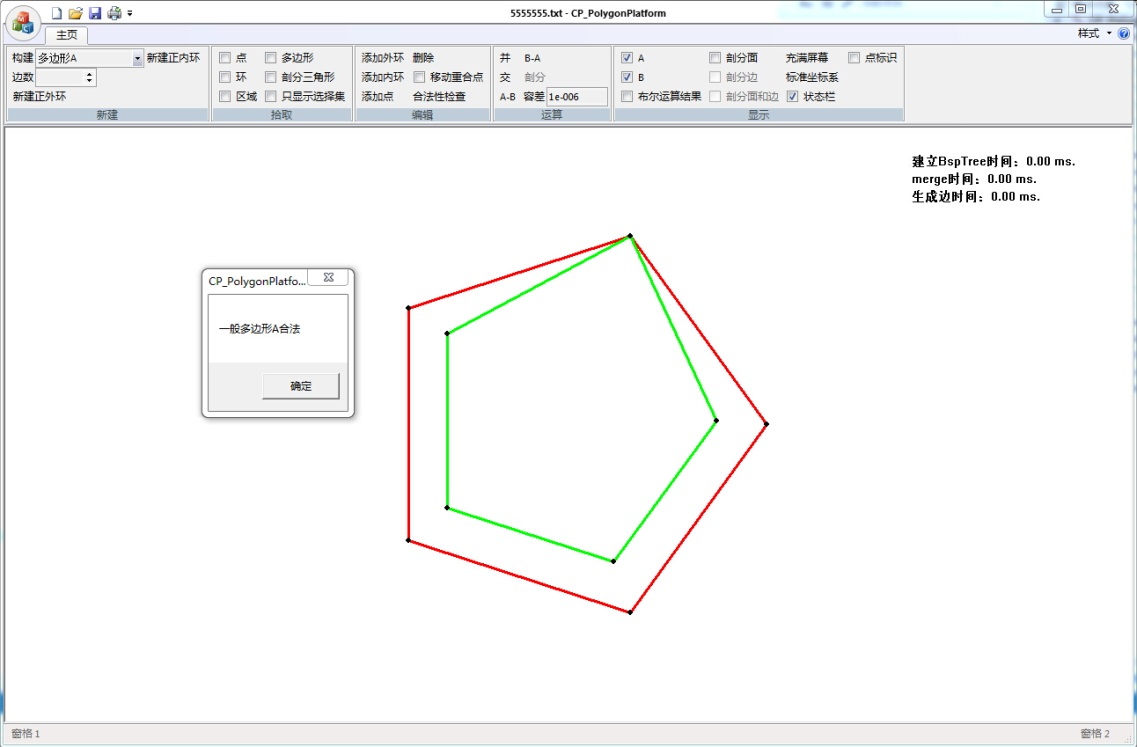 5555555.txt - CP_PolygonPlatform
主页
样式
构建 多边形A 新建正内环
边数
新建正外环
新建
点 多边形
环 剖分三角形
区域 只显示选择集
拾取
添加外环 删除
添加内环 移动重合点
添加点 合法性检查
编辑
并 B-A
交 剖分
A-B 容差 1e-006
运算
A 剖分面 充满屏幕 点标识
B 剖分边 标准坐标系
布尔运算结果 剖分面和边 状态栏
显示
建立BspTree时间：0.00 ms.
merge时间：0.00 ms.
生成边时间：0.00 ms.
CP_PolygonPlatfo...
一般多边形A合法
确定
窗格 1
窗格 2